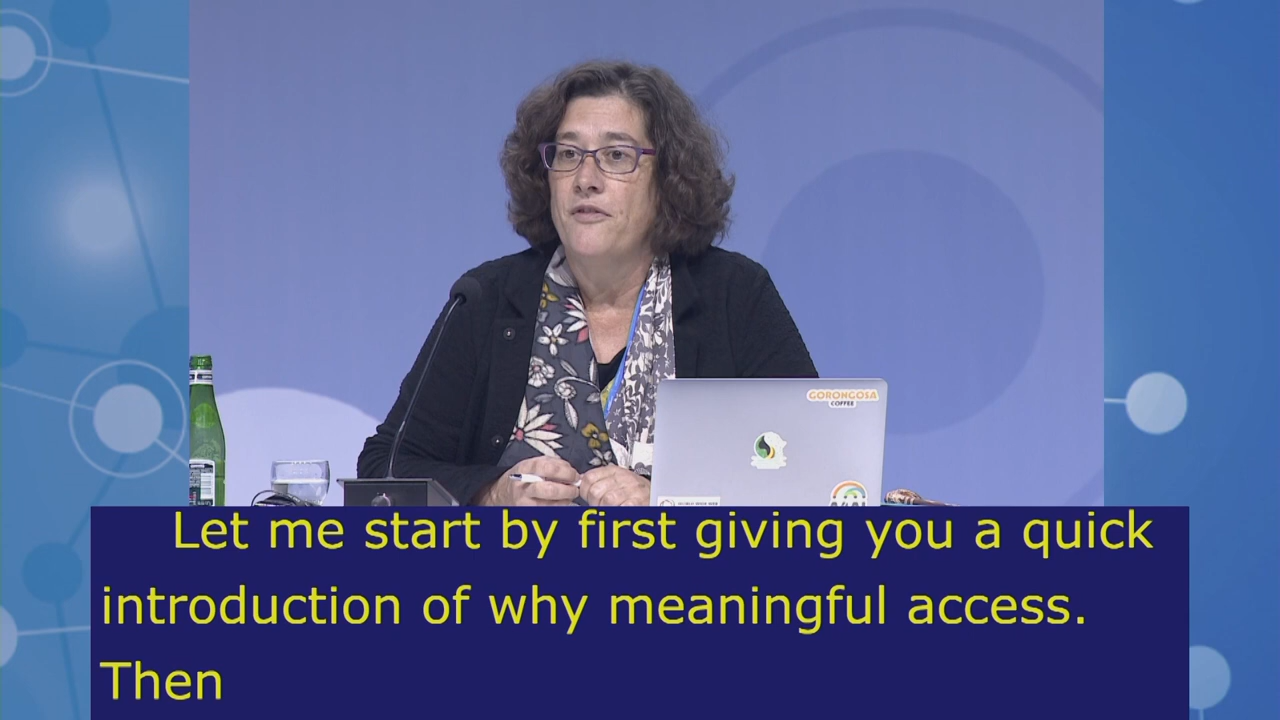 GORONGOSA
COFFEE
Let me start by first giving you a quick
introduction of why meaningful access.
Then